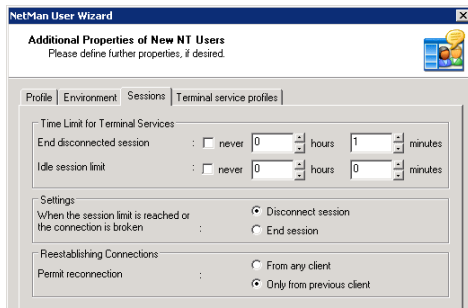 NetMan User Wizard
Additional Properties of New NT Users
Please define further properties, if desired.
Profile Environment Sessions Terminal service profiles
Time Limit for Terminal Services
End disconnected session : never 0 hours 1 minutes
Idle session limit : never 0 hours 0 minutes
Settings
When the session limit is reached or
the connection is broken :
Disconnect session
End session
Reestablishing Connections
Permit reconnection :
From any client
Only from previous client